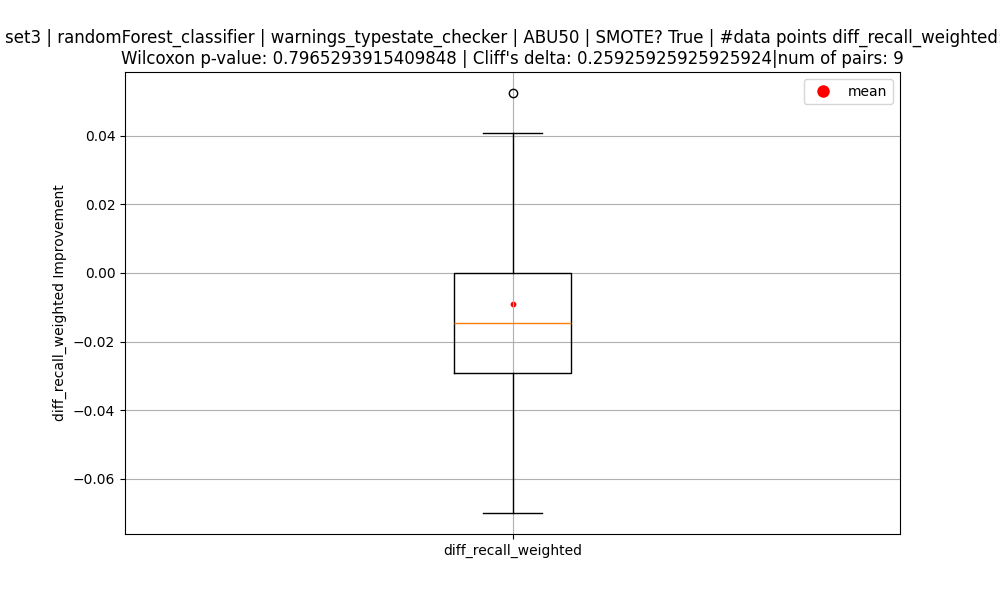 set3 | randomForest_classifier | warnings_typestate_checker | ABU50 | SMOTE? True | #data points diff_recall_weighted:
Wilcoxon p-value: 0.7965293915409848 | Cliff's delta: 0.25925925925925924|num of pairs: 9
mean
0.04
0.02
0.00
−0.02
−0.04
−0.06
diff_recall_weighted Improvement
diff_recall_weighted